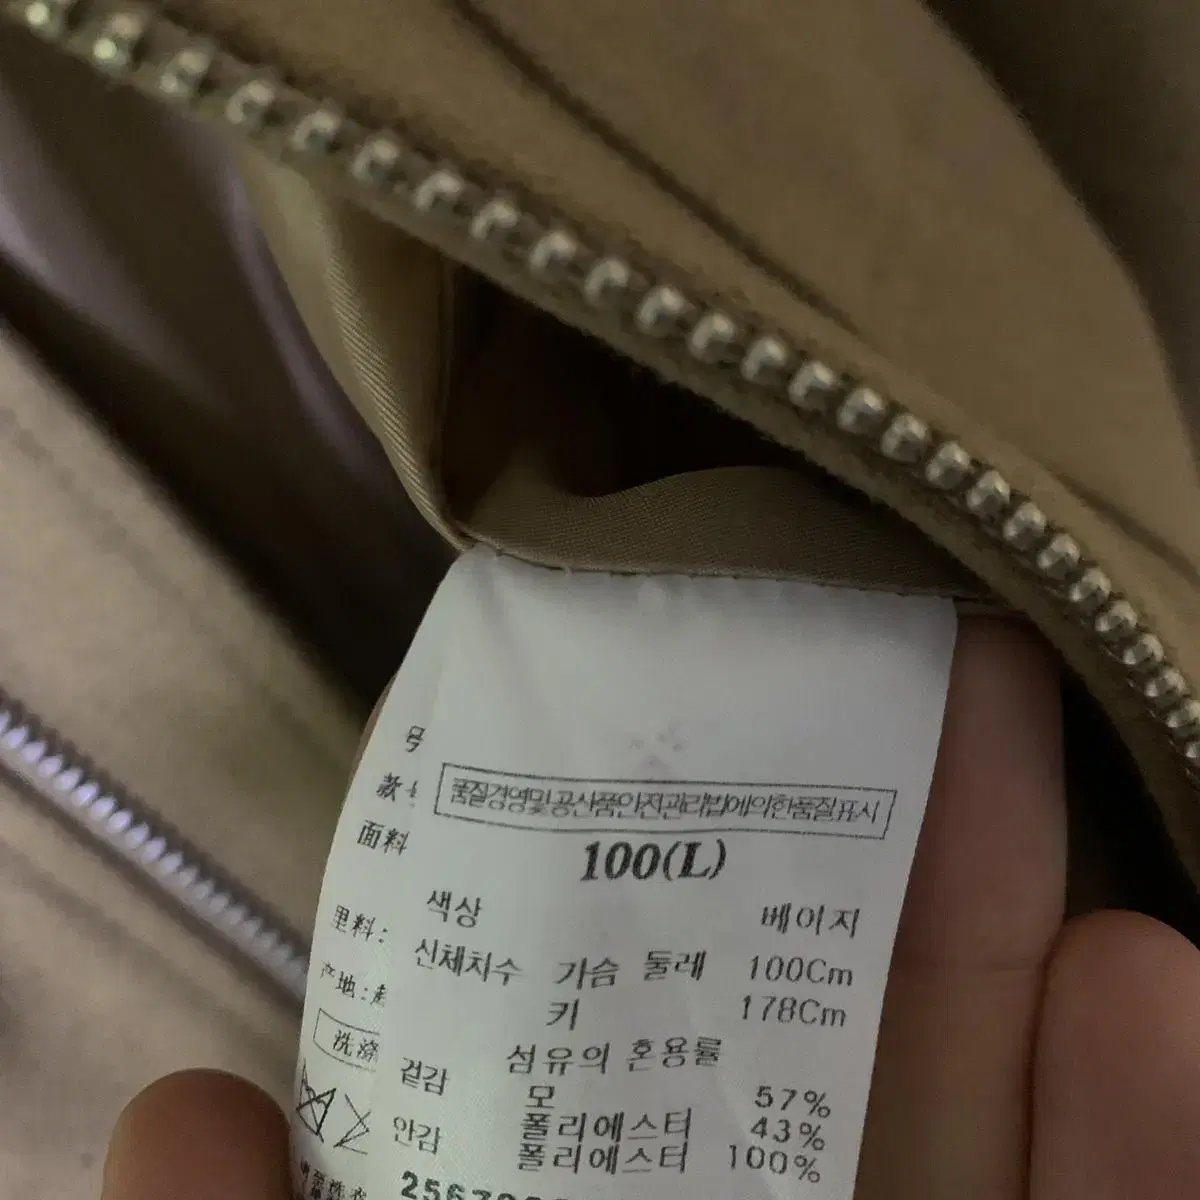 号
款号
面料
里料:
产地:
洗涤
품질경영및공산품안전관리법에의한품질표시
100(L)
색상 베이지
신체치수 가슴 둘레 100Cm
키 178Cm
섬유의 혼용률
겉감 모 57%
폴리에스터 43%
안감 폴리에스터 100%